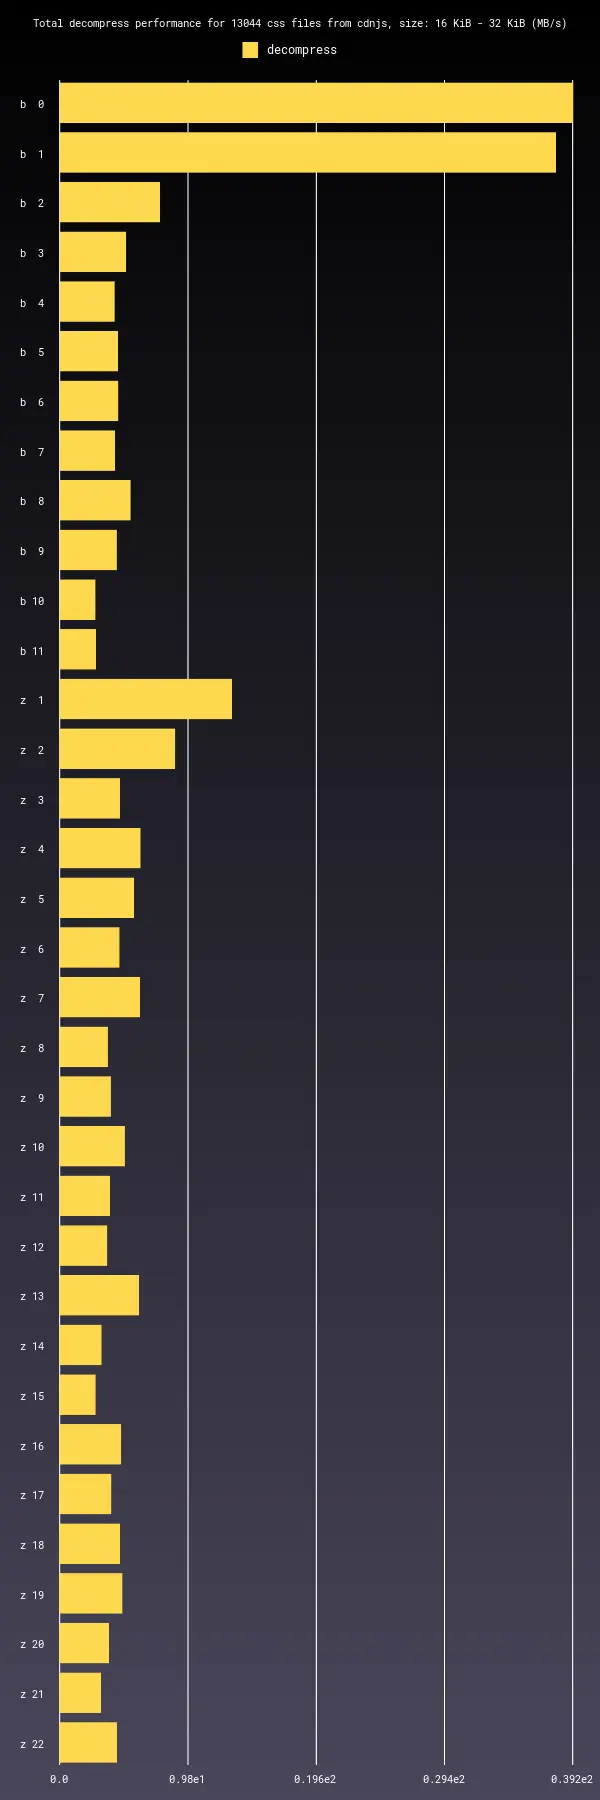 Total decompress performance for 13044 css files from cdnjs, size: 16 KiB - 32 KiB (MB/s)
decompress
b  0
b  1
b  2
b  3
b  4
b  5
b  6
b  7
b  8
b  9
b 10
b 11
z  1
z  2
z  3
z  4
z  5
z  6
z  7
z  8
z  9
z 10
z 11
z 12
z 13
z 14
z 15
z 16
z 17
z 18
z 19
z 20
z 21
z 22
0.0 0.98e1 0.196e2 0.294e2 0.392e2